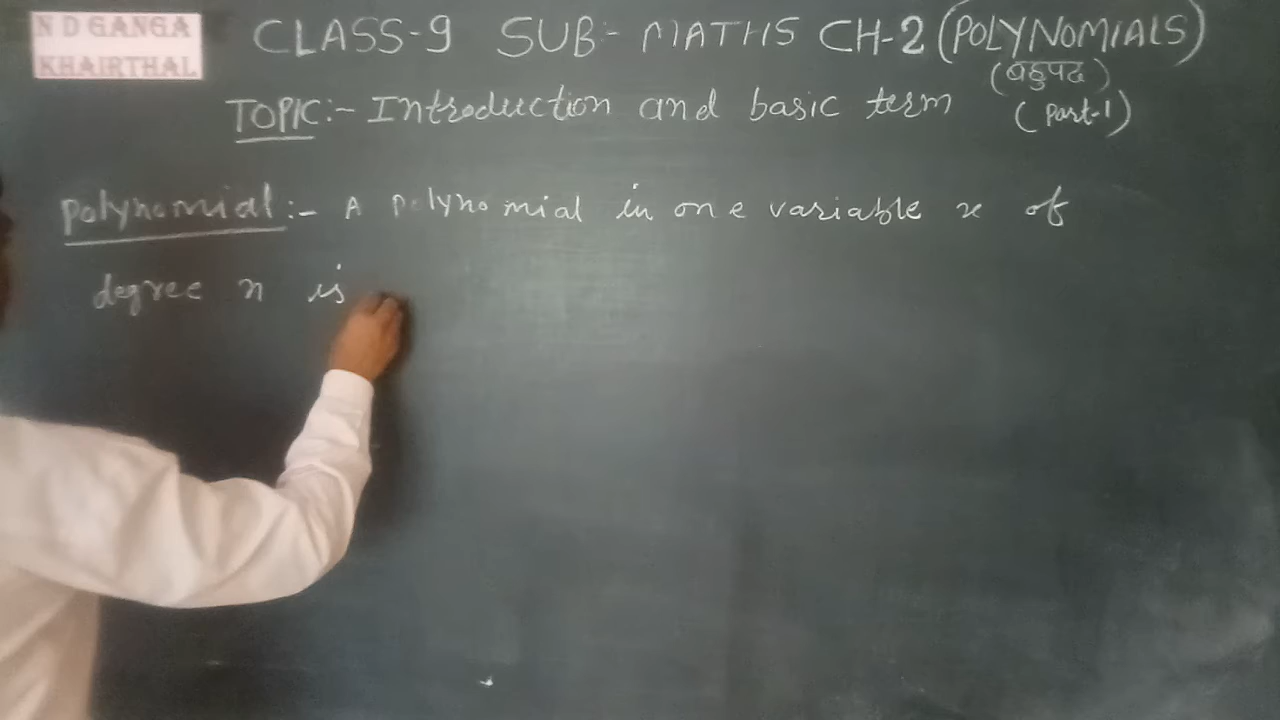 N D GANGA
KHAIRTHAL
CLASS-9 SUB- MATHS CH-2 (POLYNOMIALS)
(बहुपद)
TOPIC:- Introduction and basic term (Part-1)
Polynomial:- A polynomial in one variable x of
degree n is